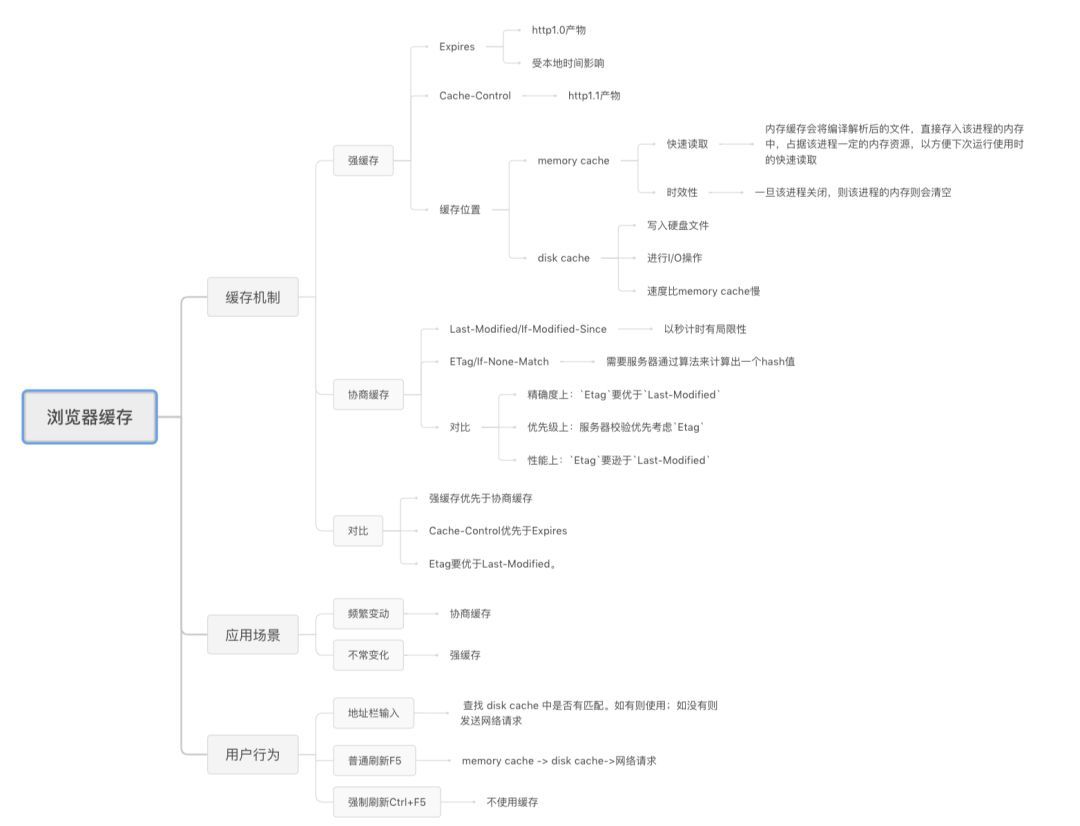 浏览器缓存
缓存机制
强缓存
Expires
http1.0产物
受本地时间影响
Cache-Control
http1.1产物
缓存位置
memory cache
快速读取
内存缓存会将编译解析后的文件，直接存入该进程的内存
中，占据该进程一定的内存资源，以方便下次运行使用时
的快速读取
时效性
一旦该进程关闭，则该进程的内存则会清空
disk cache
写入硬盘文件
进行I/O操作
速度比memory cache慢
协商缓存
Last-Modified/If-Modified-Since
以秒计时有局限性
ETag/If-None-Match
需要服务器通过算法来计算出一个hash值
对比
精确度上：`Etag`要优于`Last-Modified`
优先级上：服务器校验优先考虑`Etag`
性能上：`Etag`要逊于`Last-Modified`
对比
强缓存优先于协商缓存
Cache-Control优先于Expires
Etag要优于Last-Modified。
应用场景
频繁变动
协商缓存
不常变化
强缓存
用户行为
地址栏输入
查找 disk cache 中是否有匹配。如有则使用；如没有则
发送网络请求
普通刷新F5
memory cache -> disk cache->网络请求
强制刷新Ctrl+F5
不使用缓存